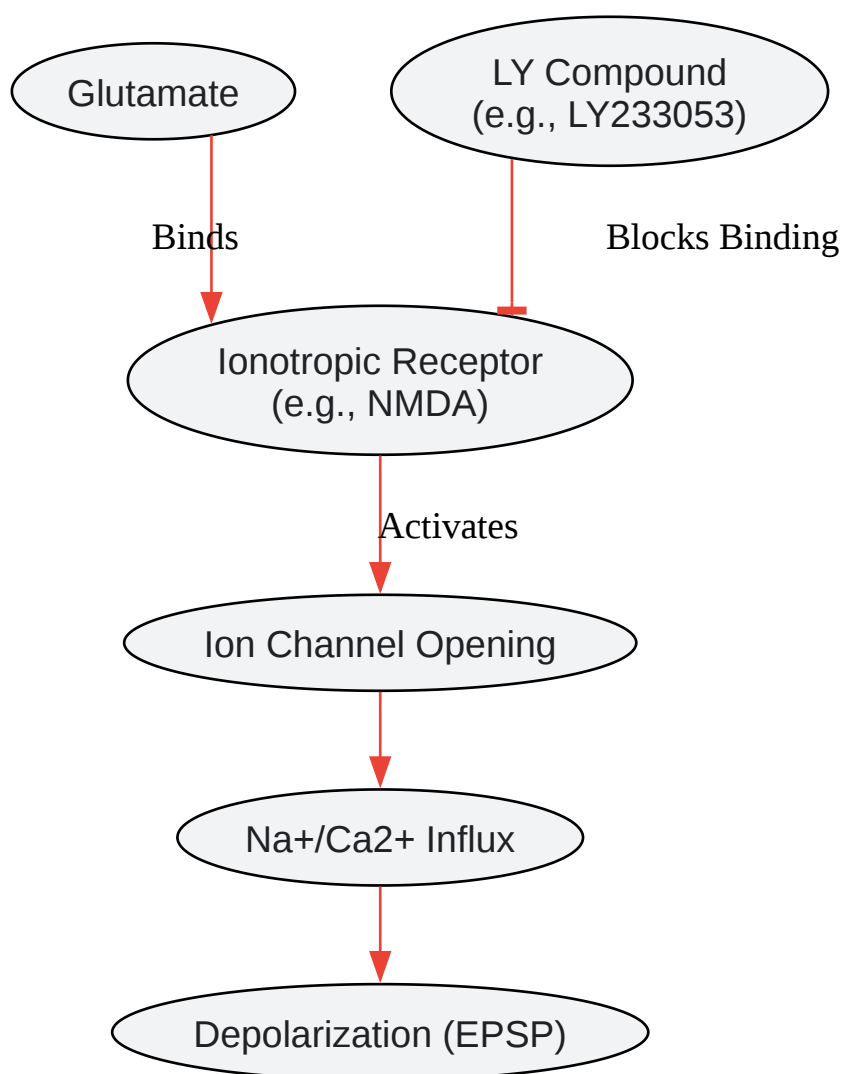 Glutamate
LY Compound
(e.g., LY233053)
Binds
Blocks Binding
Ionotropic Receptor
(e.g., NMDA)
Activates
Ion Channel Opening
Na+/Ca2+ Influx
Depolarization (EPSP)